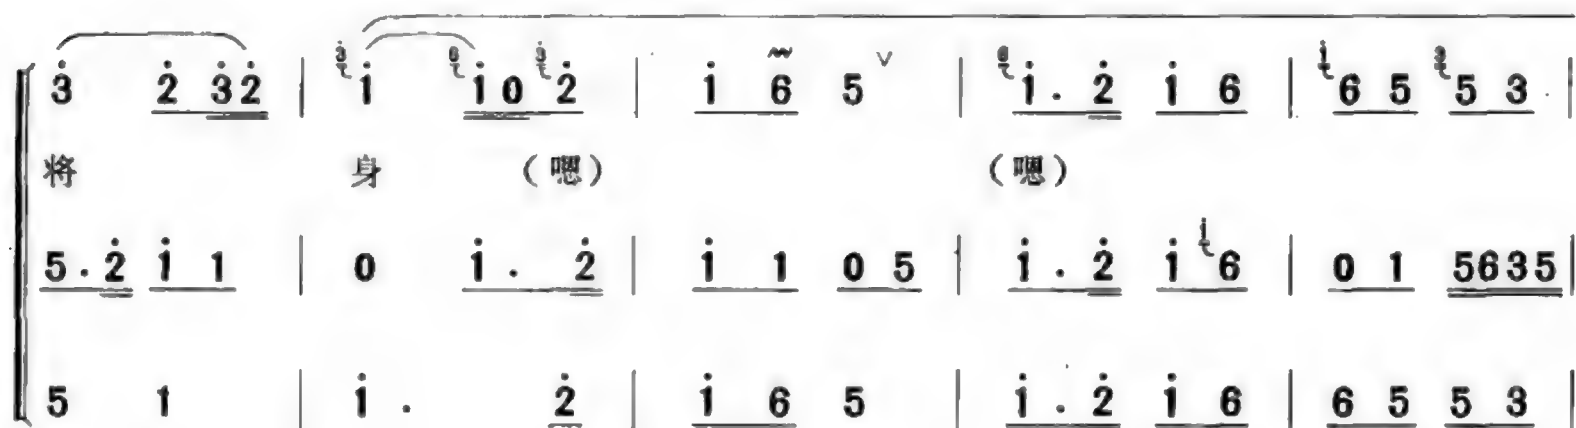 3̇ 2̇ 3̇2̇ | 1̇ 1̇0 2̇ | 1̇ 6 5 ∨ | 1̇. 2̇ 1̇ 6 | 6 5 5 3 |
将 身 (嗯) (嗯)
5. 2̇ 1̇ 1 | 0 1̇. 2̇ | 1̇ 1 0 5 | 1̇. 2̇ 1̇ 6 | 0 1 5635 |
5 1 | 1̇. 2̇ | 1̇ 6 5 | 1̇. 2̇ 1̇ 6 | 6 5 5 3 |